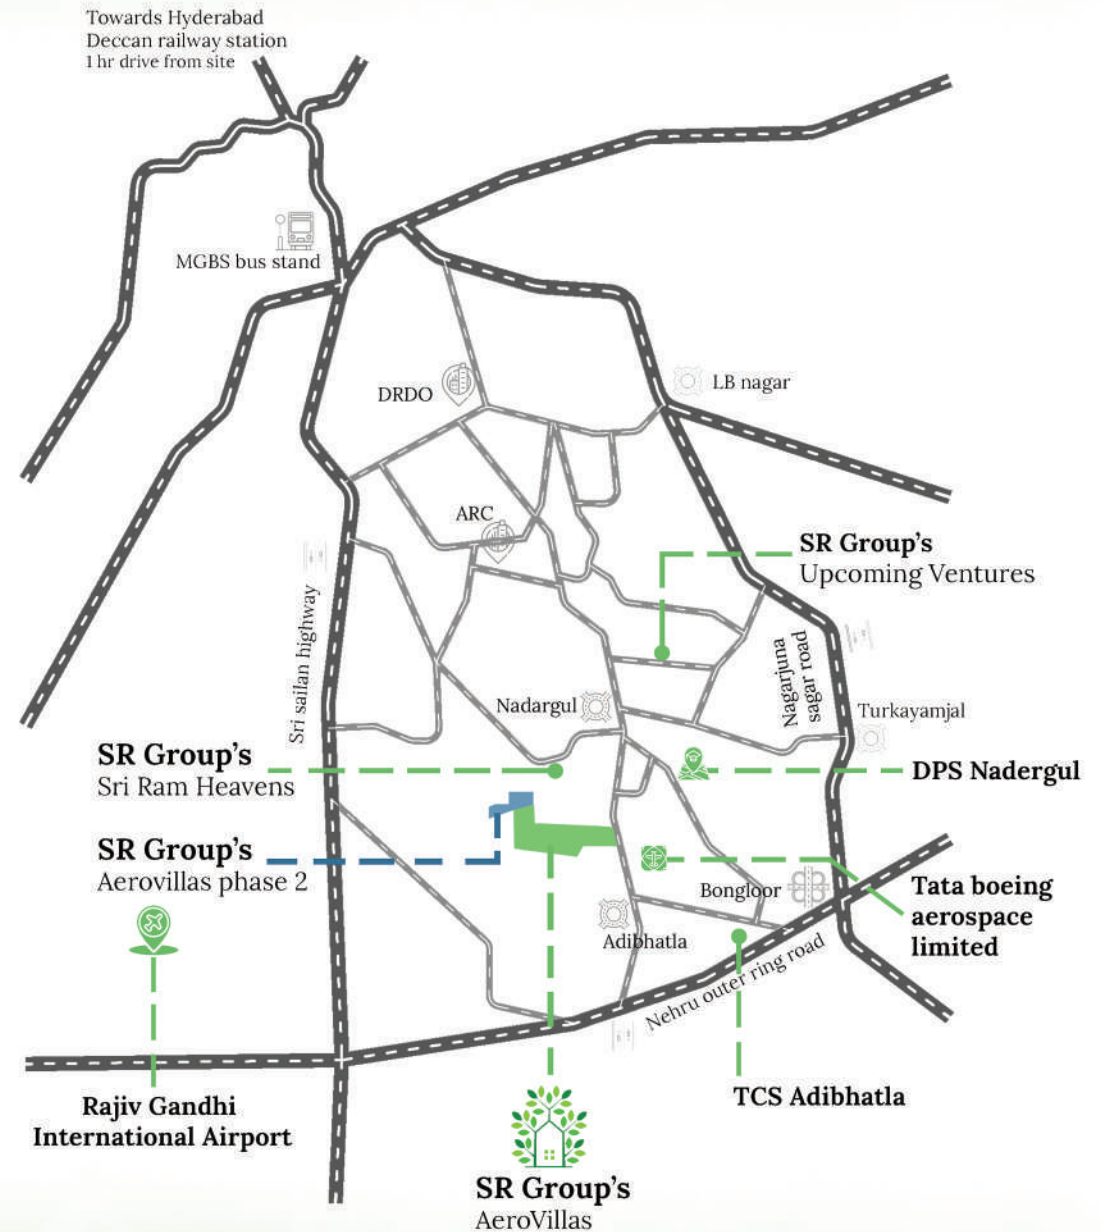 Towards Hyderabad
Deccan railway station
1 hr drive from site
MGBS bus stand
DRDO
LB nagar
ARC
SR Group's
Upcoming Ventures
Sri sailan highway
Nagarjuna
sagar road
Nadargul
Turkayamjal
SR Group's
Sri Ram Heavens
DPS Nadergul
SR Group's
Aerovillas phase 2
Bongloor
Tata boeing
aerospace
limited
Adibhatla
Nehru outer ring road
Rajiv Gandhi
International Airport
TCS Adibhatla
SR Group's
AeroVillas